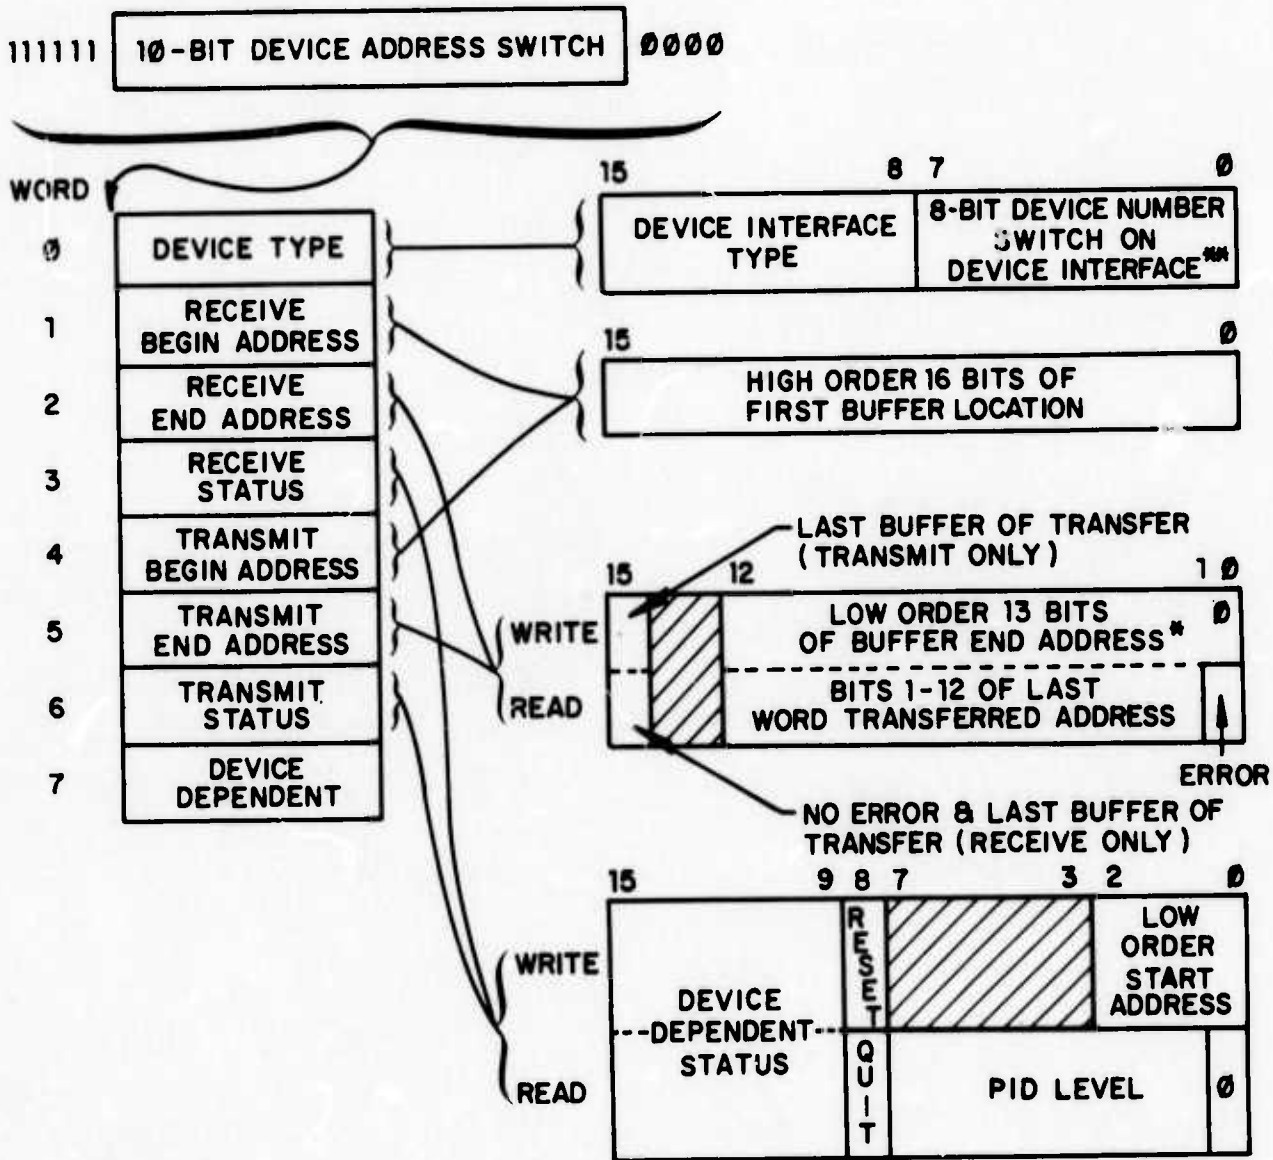 111111 10-BIT DEVICE ADDRESS SWITCH 0000
WORD
0 DEVICE TYPE
1 RECEIVE
BEGIN ADDRESS
2 RECEIVE
END ADDRESS
3 RECEIVE
STATUS
4 TRANSMIT
BEGIN ADDRESS
5 TRANSMIT
END ADDRESS
6 TRANSMIT
STATUS
7 DEVICE
DEPENDENT
15 8 7 0
DEVICE INTERFACE
TYPE
8-BIT DEVICE NUMBER
SWITCH ON
DEVICE INTERFACE**
15 0
HIGH ORDER 16 BITS OF
FIRST BUFFER LOCATION
LAST BUFFER OF TRANSFER
(TRANSMIT ONLY)
15 12 1 0
WRITE
LOW ORDER 13 BITS
OF BUFFER END ADDRESS*
0
READ
BITS 1-12 OF LAST
WORD TRANSFERRED ADDRESS
ERROR
NO ERROR & LAST BUFFER OF
TRANSFER (RECEIVE ONLY)
15 9 8 7 3 2 0
WRITE
DEVICE
DEPENDENT
STATUS
RESET
LOW
ORDER
START
ADDRESS
READ
QUIT
PID LEVEL
0